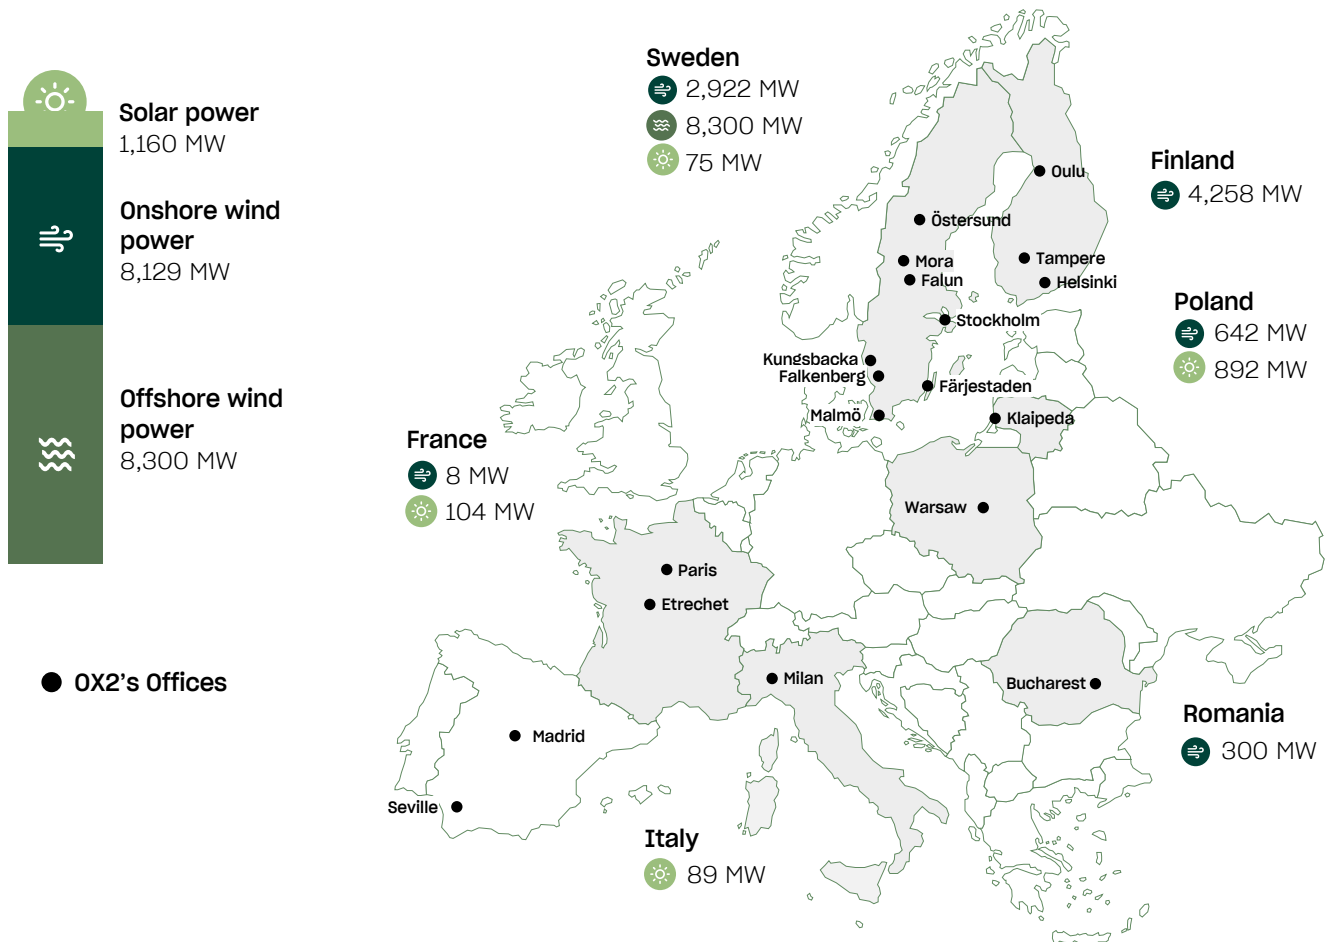 Solar power
1,160 MW
Onshore wind
power
8,129 MW
Offshore wind
power
8,300 MW
OX2's Offices
Sweden
2,922 MW
8,300 MW
75 MW
Finland
4,258 MW
Poland
642 MW
892 MW
France
8 MW
104 MW
Italy
89 MW
Romania
300 MW
Oulu
Östersund
Mora
Falun
Tampere
Helsinki
Stockholm
Kungsbacka
Falkenberg
Färjestaden
Malmö
Klaipeda
Warsaw
Paris
Etrechet
Milan
Bucharest
Madrid
Seville